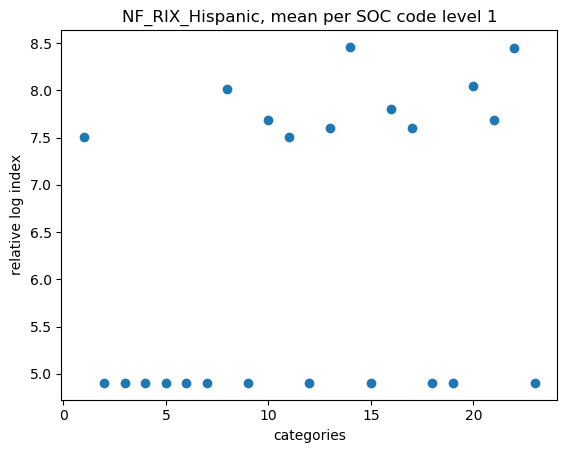 NF_RIX_Hispanic, mean per SOC code level 1
8.5
8.0
7.5
7.0
6.5
6.0
5.5
5.0
relative log index
0 5 10 15 20
categories